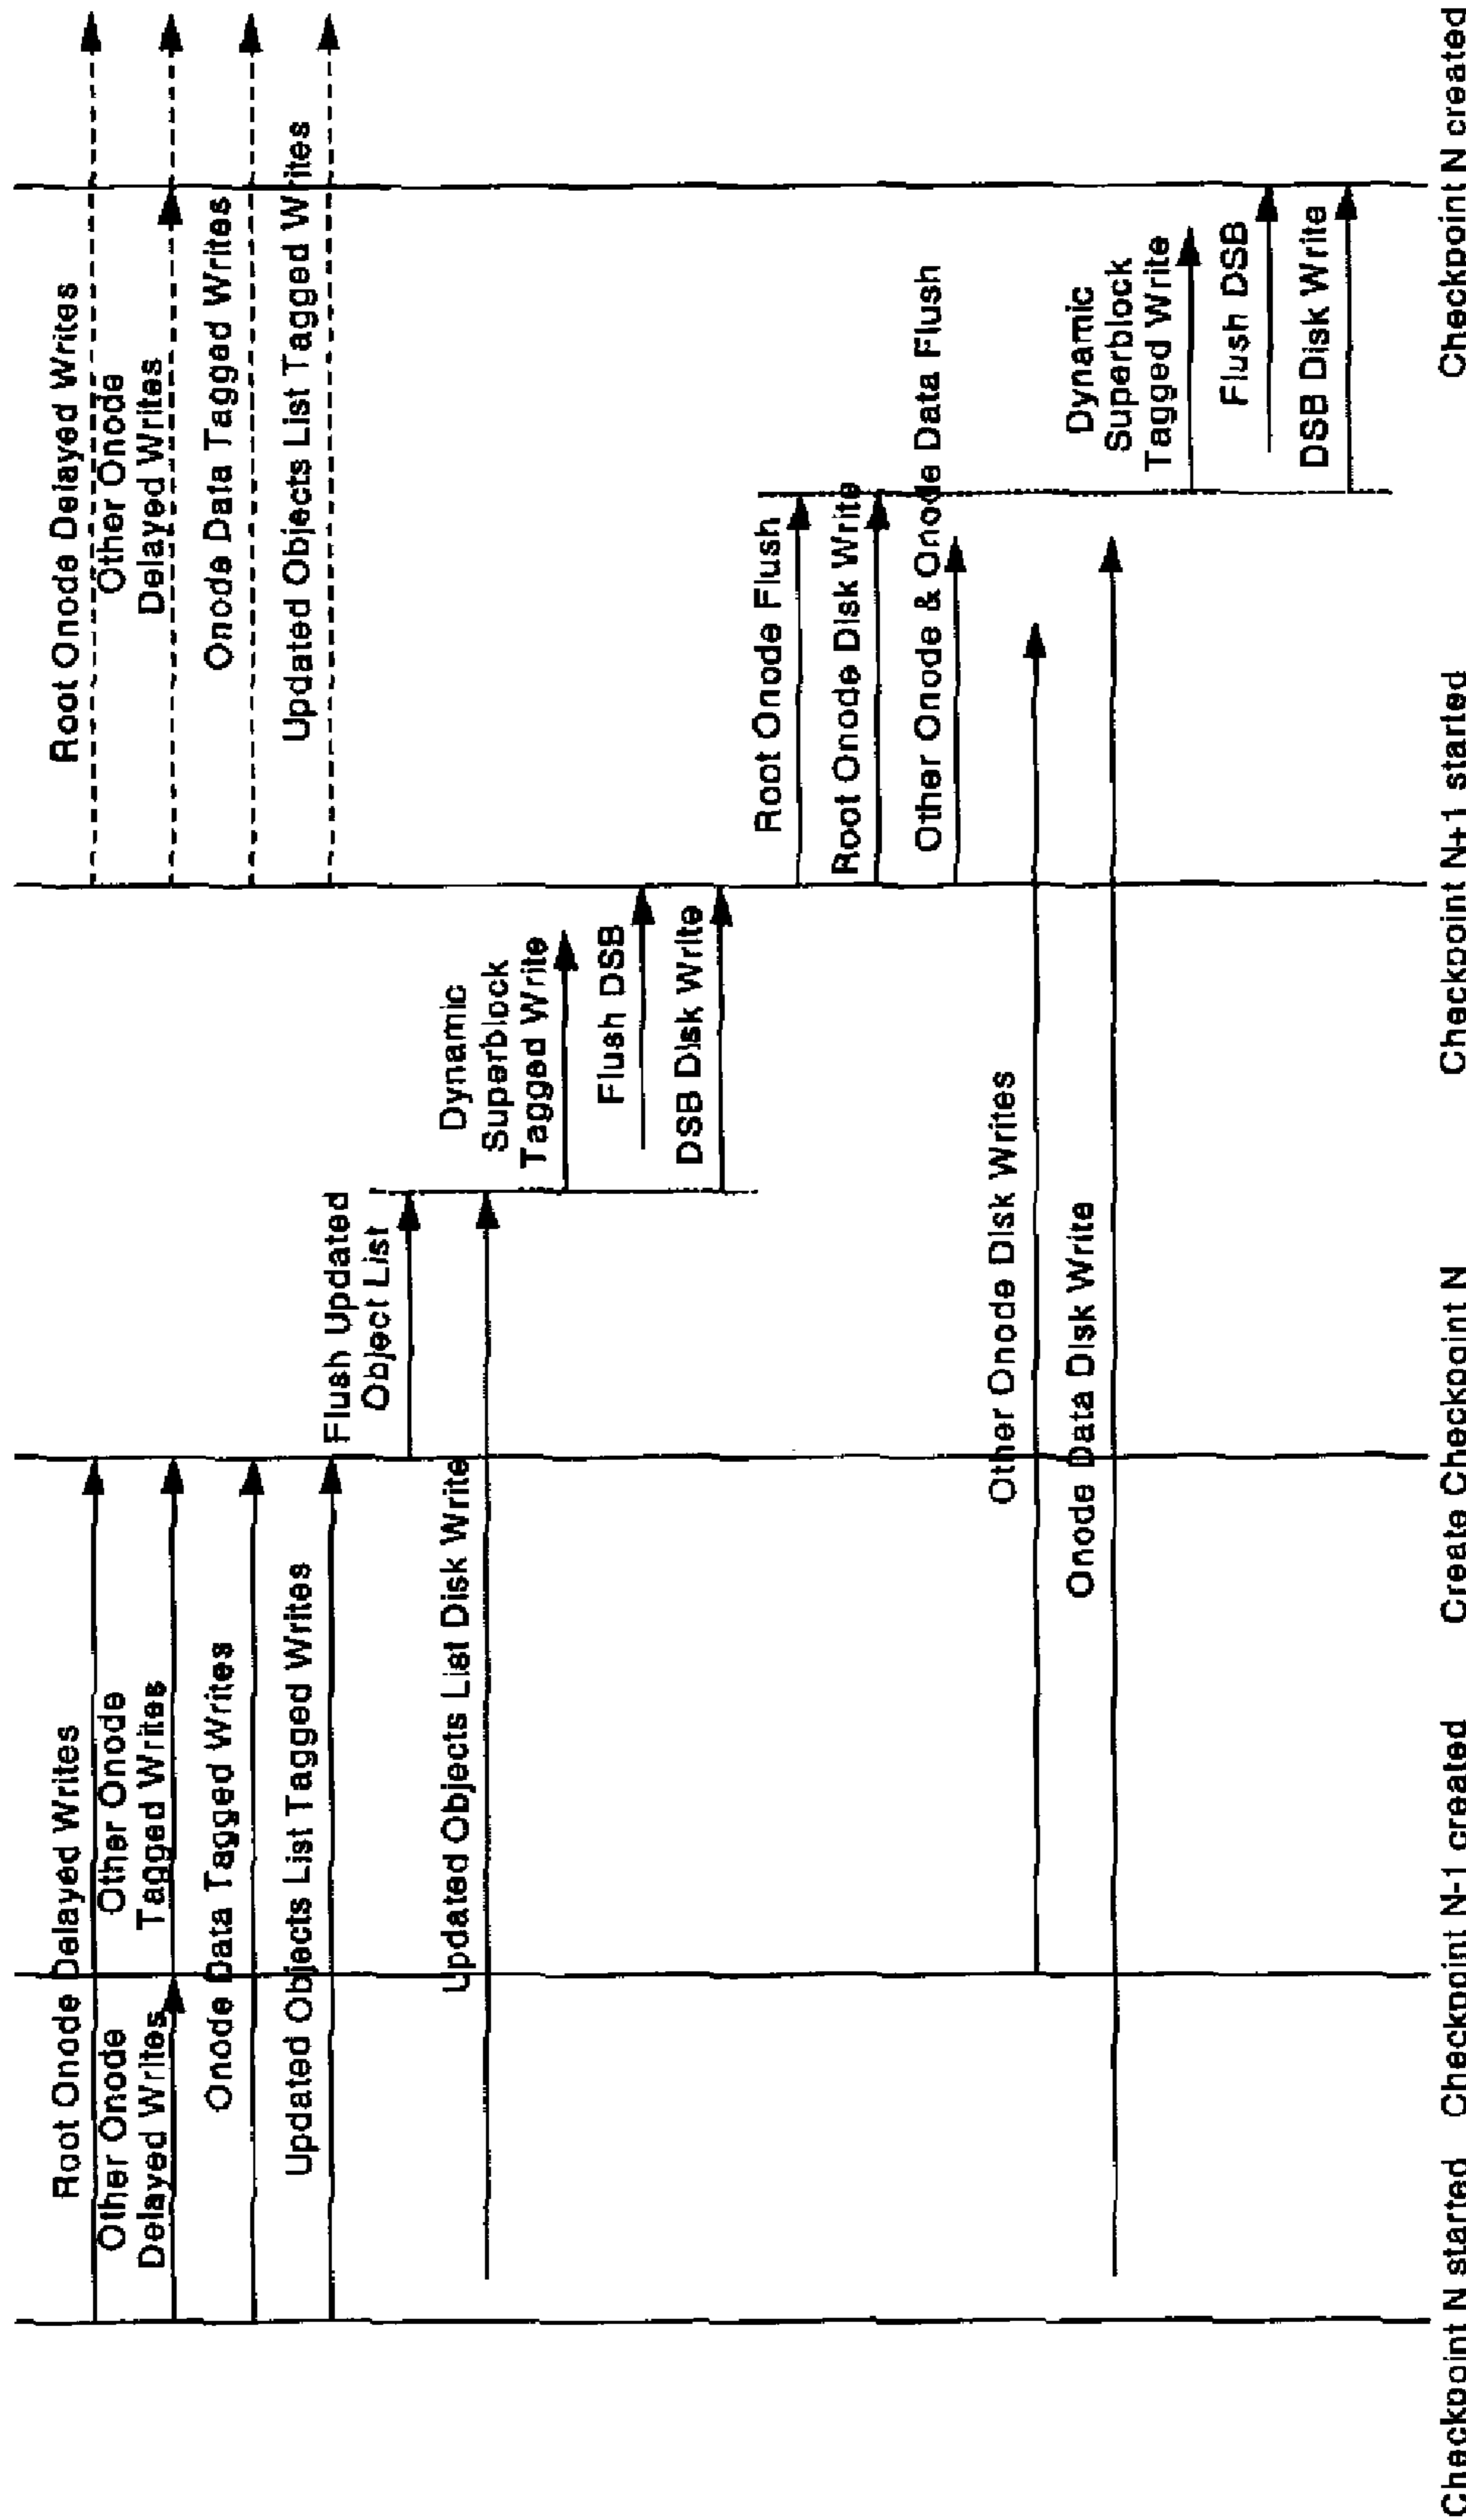 Root Onode Delayed Writes
Other Onode
Delayed Writes
Other Onode
Tagged Writes
Onode Data Tagged Writes
Updated Objects List Tagged Writes
Updated Objects List Disk Write
Flush Updated
Object List
Dynamic
Superblock
Tagged Write
Flush DSB
DSB Disk Write
Root Onode Delayed Writes
Other Onode
Delayed Writes
Onode Data Tagged Writes
Updated Objects List Tagged Writes
Root Onode Flush
Root Onode Disk Write
Other Onode & Onode Data Flush
Other Onode Disk Writes
Onode Data Disk Write
Dynamic
Superblock
Tagged Write
Flush DSB
DSB Disk Write
Checkpoint N started
Checkpoint N-1 created
Create Checkpoint N
Checkpoint N+1 started
Checkpoint N created